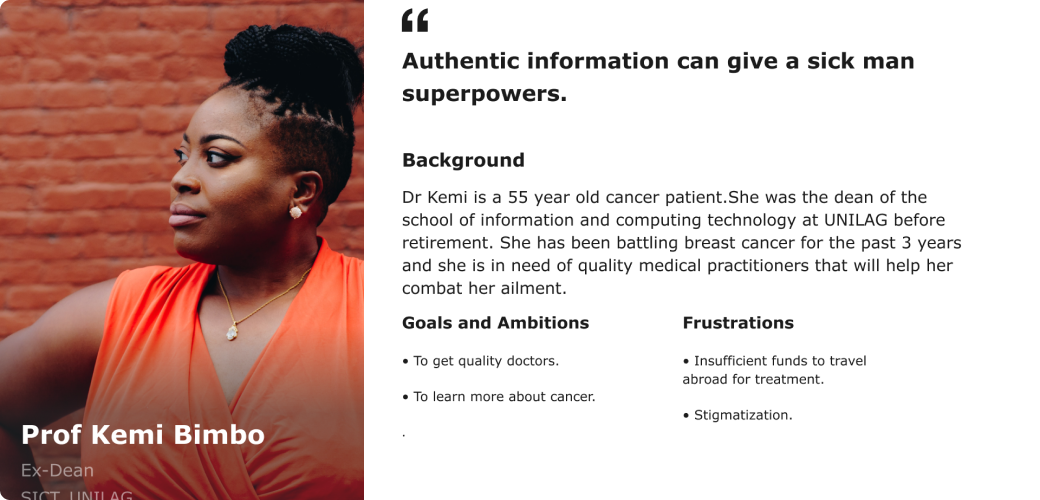 “
Authentic information can give a sick man
superpowers.
Background
Dr Kemi is a 55 year old cancer patient.She was the dean of the
school of information and computing technology at UNILAG before
retirement. She has been battling breast cancer for the past 3 years
and she is in need of quality medical practitioners that will help her
combat her ailment.
Goals and Ambitions
• To get quality doctors.
• To learn more about cancer.
.
Frustrations
• Insufficient funds to travel
abroad for treatment.
• Stigmatization.
Prof Kemi Bimbo
Ex-Dean
SICT, UNILAG